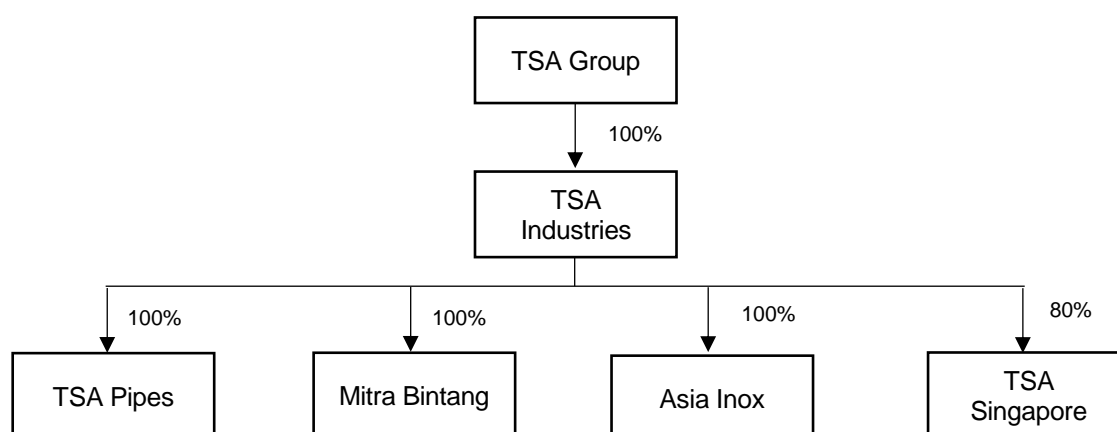 TSA Group
100%
TSA
Industries
100%
100%
100%
80%
TSA Pipes
Mitra Bintang
Asia Inox
TSA
Singapore